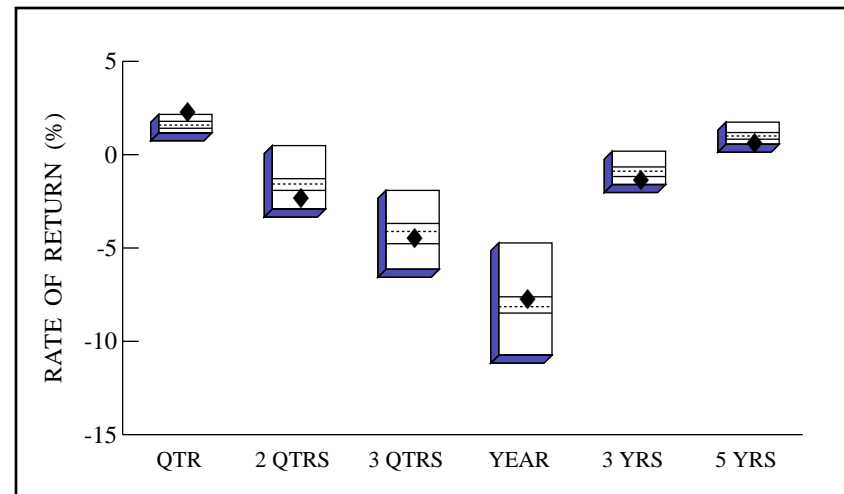 RATE OF RETURN (%)
5
0
-5
-10
-15
QTR 2 QTRS 3 QTRS YEAR 3 YRS 5 YRS